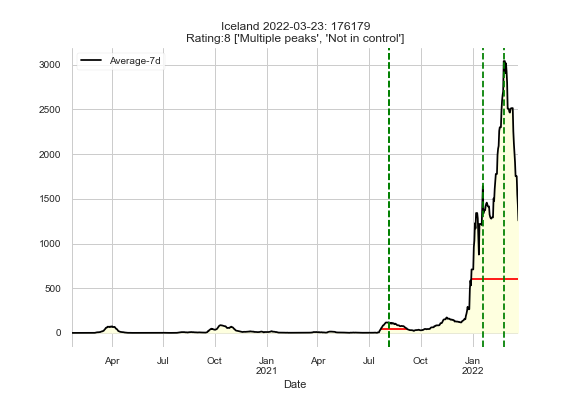 Iceland 2022-03-23: 176179
Rating:8 ['Multiple peaks', 'Not in control']
Average-7d
3000
2500
2000
1500
1000
500
0
Apr Jul Oct Jan Apr Jul Oct Jan
2021 2022
Date